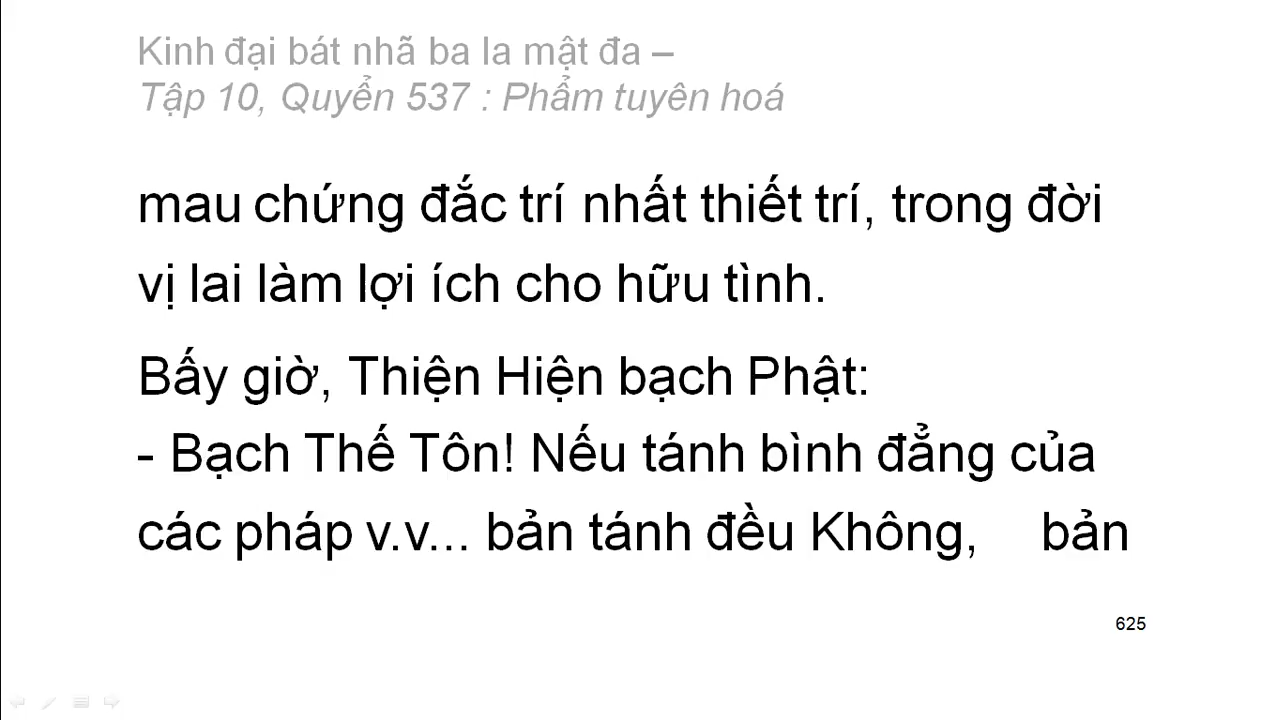 Kinh đại bát nhã ba la mật đa –
Tập 10, Quyển 537 : Phẩm tuyên hoá
mau chứng đắc trí nhất thiết trí, trong đời
vị lai làm lợi ích cho hữu tình.
Bấy giờ, Thiện Hiện bạch Phật:
- Bạch Thế Tôn! Nếu tánh bình đẳng của
các pháp v.v... bản tánh đều Không, bản
625